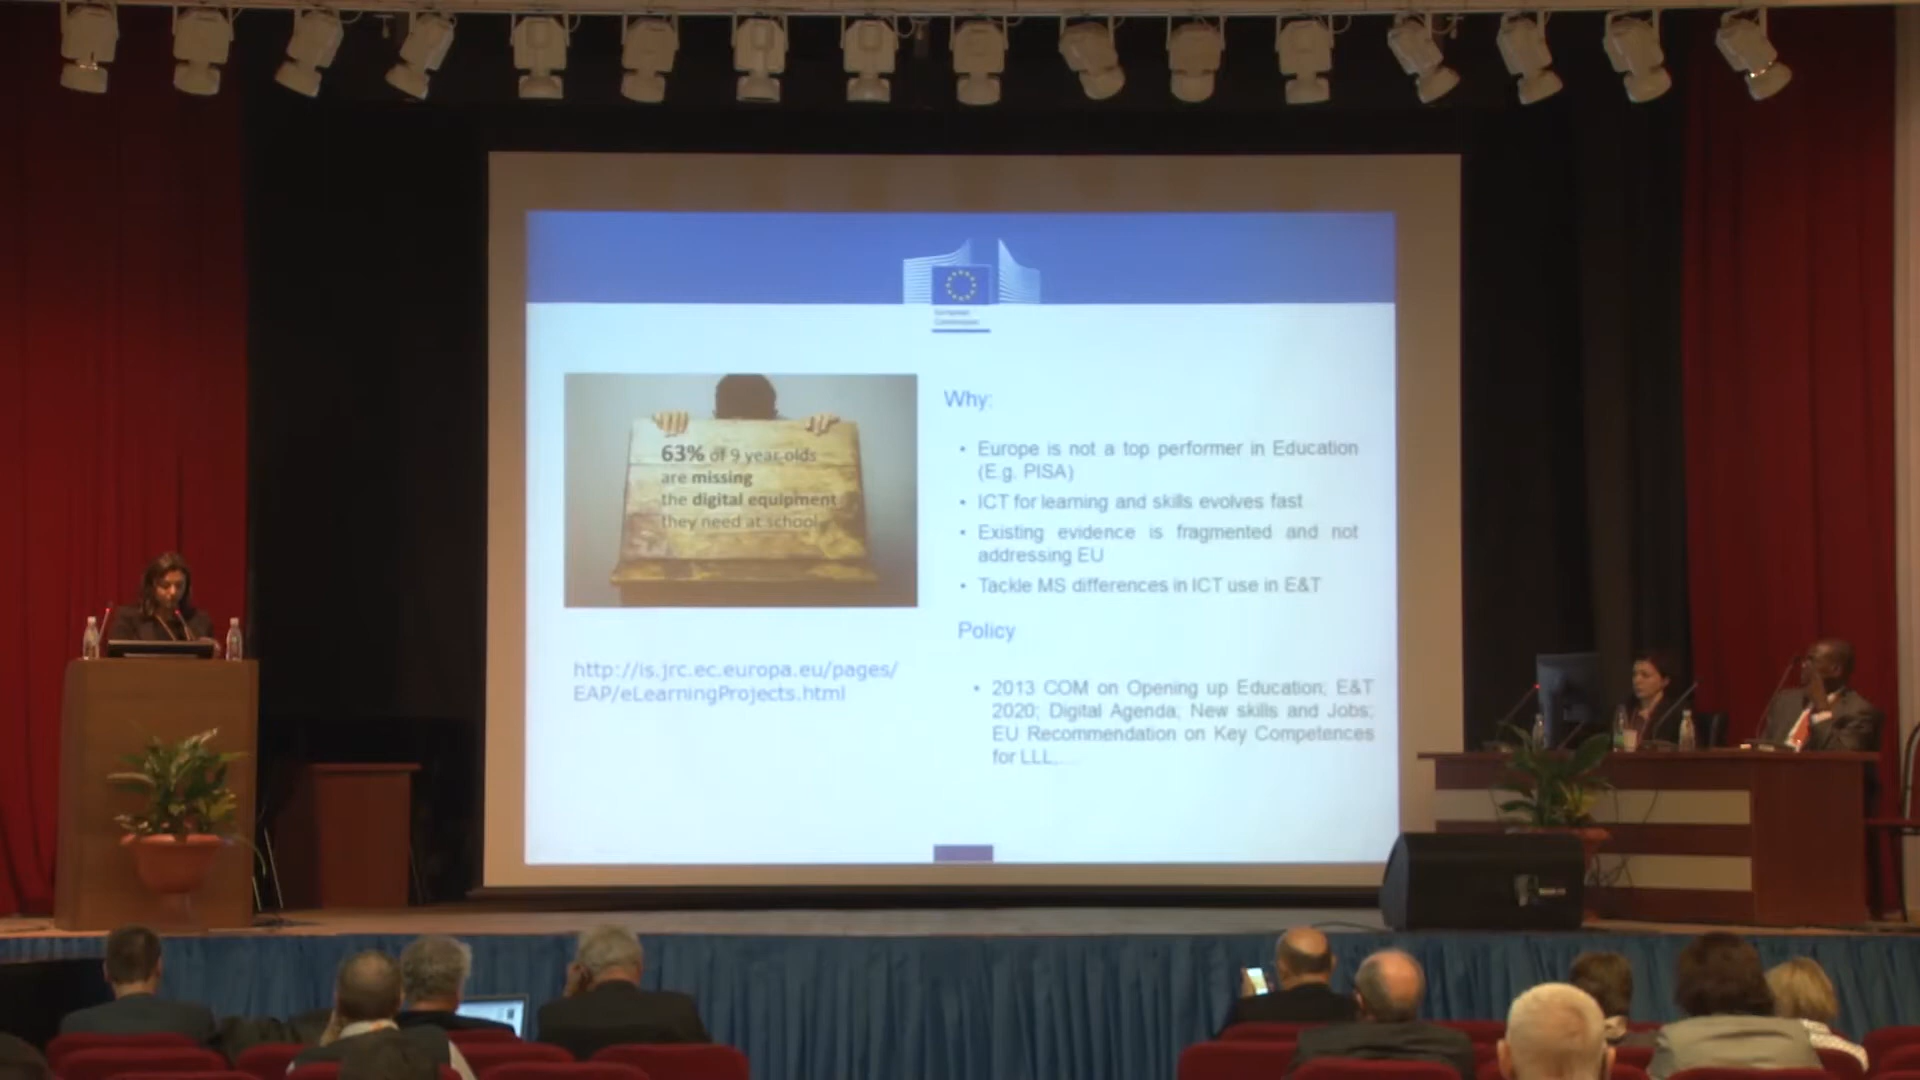 European
Commission
63% of 9 year olds
are missing
the digital equipment
they need at school
http://is.jrc.ec.europa.eu/pages/
EAP/eLearningProjects.html
Why:
• Europe is not a top performer in Education
(E.g. PISA)
• ICT for learning and skills evolves fast
• Existing evidence is fragmented and not
addressing EU
• Tackle MS differences in ICT use in E&T
Policy
• 2013 COM on Opening up Education; E&T
2020; Digital Agenda; New skills and Jobs;
EU Recommendation on Key Competences
for LLL,....